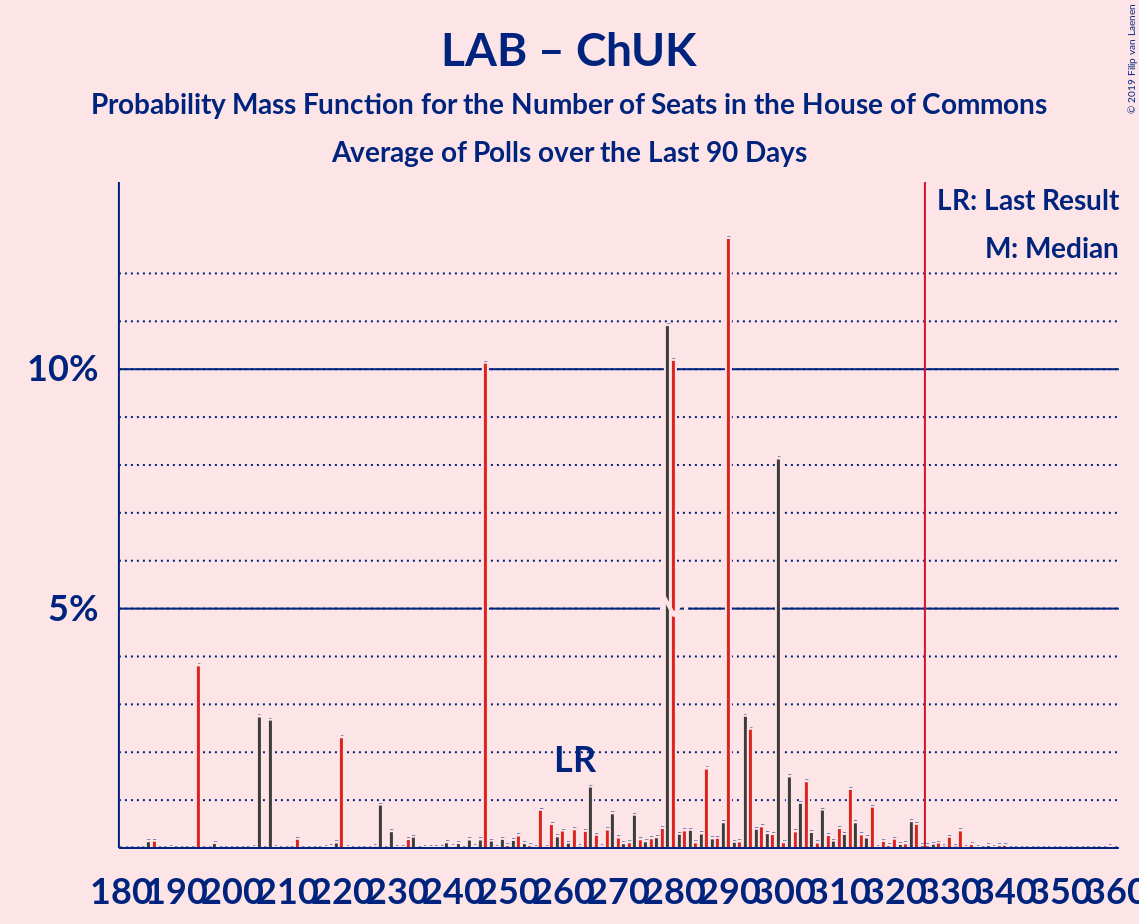 LAB – ChUK
Probability Mass Function for the Number of Seats in the House of Commons
Average of Polls over the Last 90 Days
© 2019 Filip van Laenen
LR: Last Result
M: Median
10%
5%
LR
180 190 200 210 220 230 240 250 260 270 280 290 300 310 320 330 340 350 360